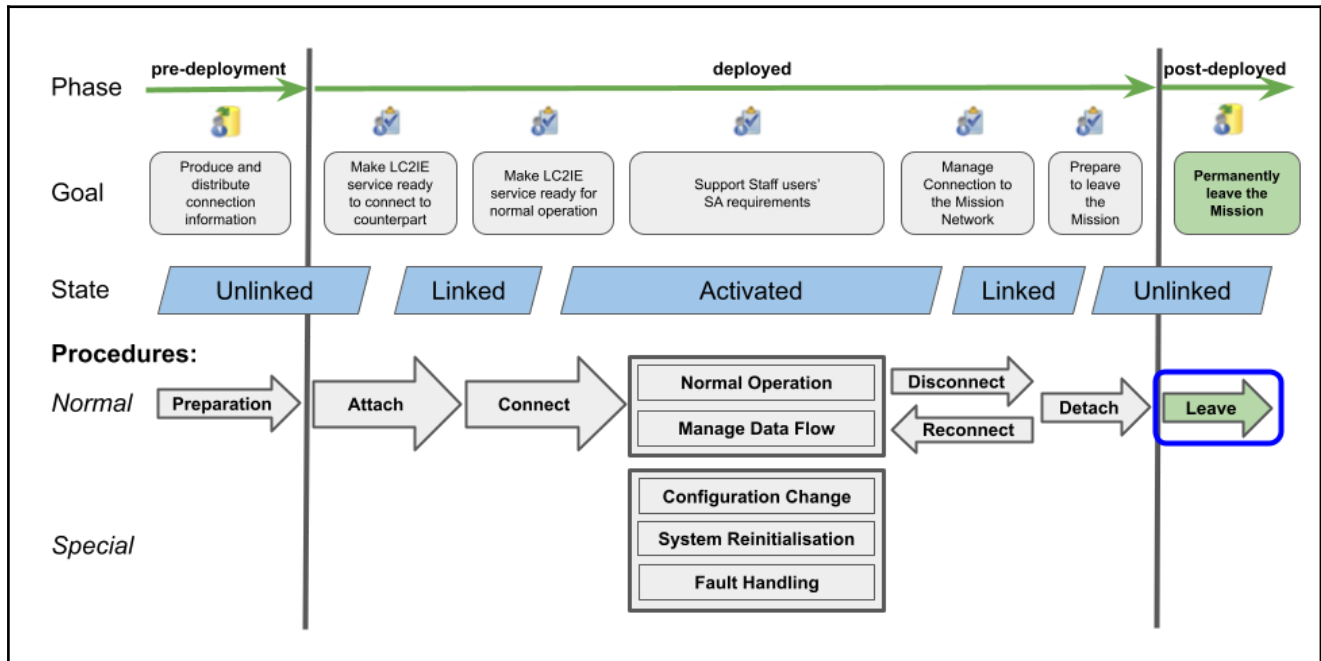 Phase
pre-deployment
deployed
post-deployed
Goal
Produce and
distribute
connection
information
Make LC2IE
service ready
to connect to
counterpart
Make LC2IE
service ready for
normal operation
Support Staff users'
SA requirements
Manage
Connection to
the Mission
Network
Prepare
to leave
the
Mission
Permanently
leave the
Mission
State
Unlinked
Linked
Activated
Linked
Unlinked
Procedures:
Normal
Preparation
Attach
Connect
Normal Operation
Manage Data Flow
Disconnect
Reconnect
Detach
Leave
Special
Configuration Change
System Reinitialisation
Fault Handling